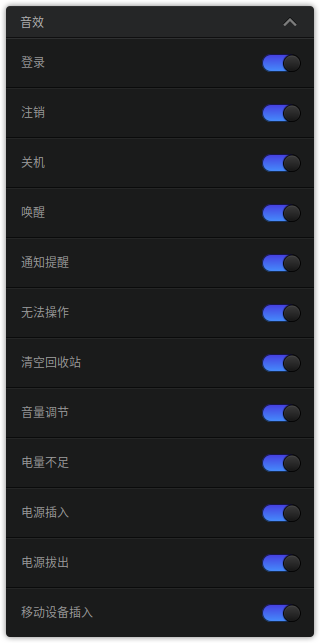 音效
登录
注销
关机
唤醒
通知提醒
无法操作
清空回收站
音量调节
电量不足
电源插入
电源拔出
移动设备插入